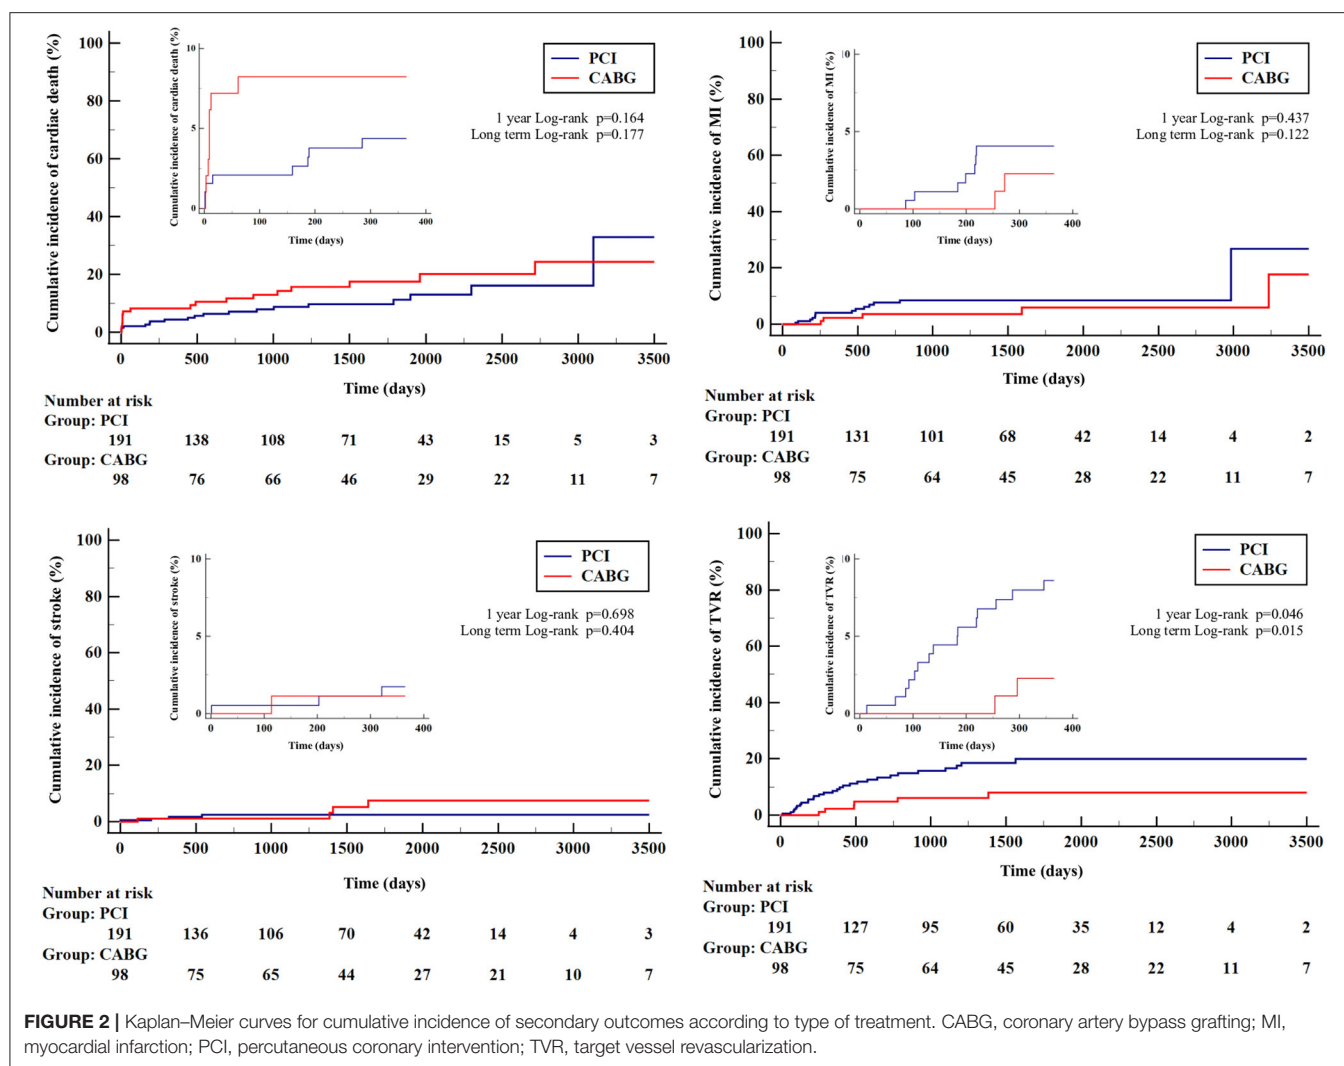 Cumulative incidence of cardiac death (%)
100
80
60
40
20
0
0 500 1000 1500 2000 2500 3000 3500
Time (days)
Cumulative incidence of cardiac death (%)
10
5
0
0 100 200 300 400
Time (days)
PCI
CABG
1 year Log-rank p=0.164
Long term Log-rank p=0.177
Number at risk
Group: PCI
191 138 108 71 43 15 5 3
Group: CABG
98 76 66 46 29 22 11 7
Cumulative incidence of MI (%)
100
80
60
40
20
0
0 500 1000 1500 2000 2500 3000 3500
Time (days)
Cumulative incidence of MI (%)
10
5
0
0 100 200 300 400
Time (days)
PCI
CABG
1 year Log-rank p=0.437
Long term Log-rank p=0.122
Number at risk
Group: PCI
191 131 101 68 42 14 4 2
Group: CABG
98 75 64 45 28 22 11 7
Cumulative incidence of stroke (%)
100
80
60
40
20
0
0 500 1000 1500 2000 2500 3000 3500
Time (days)
Cumulative incidence of stroke (%)
10
5
0
0 100 200 300 400
Time (days)
PCI
CABG
1 year Log-rank p=0.698
Long term Log-rank p=0.404
Number at risk
Group: PCI
191 136 106 70 42 14 4 3
Group: CABG
98 75 65 44 27 21 10 7
Cumulative incidence of TVR (%)
100
80
60
40
20
0
0 500 1000 1500 2000 2500 3000 3500
Time (days)
Cumulative incidence of TVR (%)
10
5
0
0 100 200 300 400
Time (days)
PCI
CABG
1 year Log-rank p=0.046
Long term Log-rank p=0.015
Number at risk
Group: PCI
191 127 95 60 35 12 4 2
Group: CABG
98 75 64 45 28 22 11 7
FIGURE 2 | Kaplan–Meier curves for cumulative incidence of secondary outcomes according to type of treatment. CABG, coronary artery bypass grafting; MI,
myocardial infarction; PCI, percutaneous coronary intervention; TVR, target vessel revascularization.